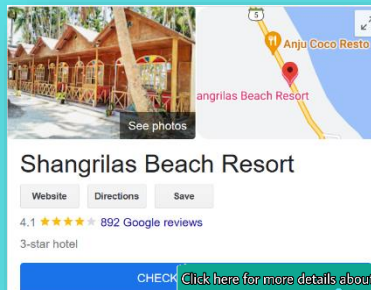 5
Anju Coco Resto
angrilas Beach Resort
See photos
Shangrilas Beach Resort
Website Directions Save
4.1 892 Google reviews
3-star hotel
CHECK
Click here for more details about